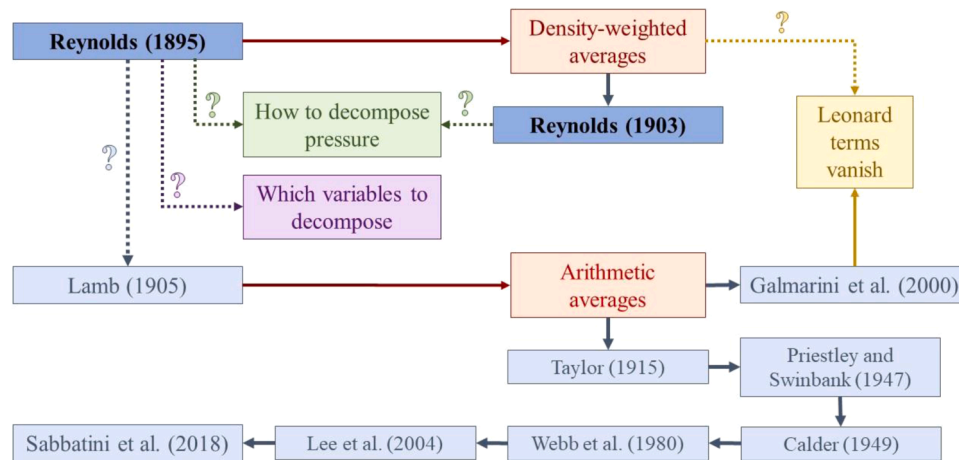 Reynolds (1895)
Density-weighted
averages
?
?
How to decompose
pressure
?
Reynolds (1903)
Leonard
terms
vanish
?
?
Which variables to
decompose
Lamb (1905)
Arithmetic
averages
Galmarini et al. (2000)
Taylor (1915)
Priestley and
Swinbank (1947)
Sabbatini et al. (2018)
Lee et al. (2004)
Webb et al. (1980)
Calder (1949)